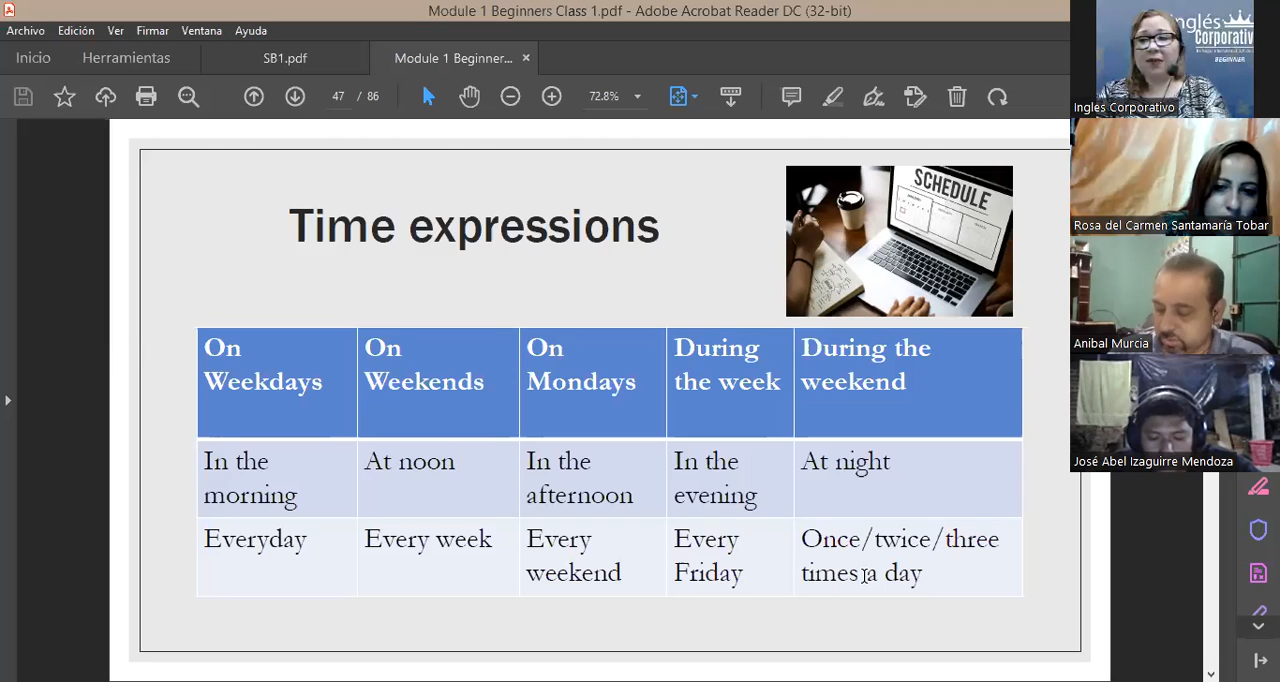 Module 1 Beginners Class 1.pdf - Adobe Acrobat Reader DC (32-bit)
Archivo Edición Ver Firmar Ventana Ayuda
Inicio Herramientas SB1.pdf Module 1 Beginner... ×
47 / 86 72.8%
Time expressions
SCHEDULE
On Weekdays
On Weekends
On Mondays
During the week
During the weekend
In the morning
At noon
In the afternoon
In the evening
At night
Everyday
Every week
Every weekend
Every Friday
Once/twice/three times a day
Inglés
Corporativo
BEGINNER
Ingles Corporativo
Rosa del Carmen Santamaría Tobar
Anibal Murcia
José Abel Izaguirre Mendoza